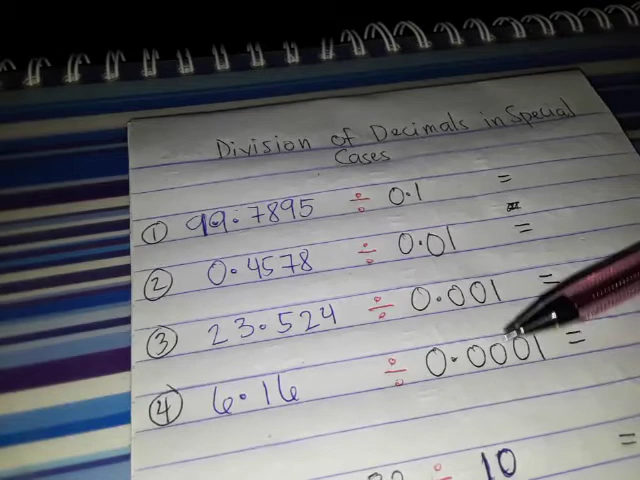 Division of Decimals in Special
Cases
① 99.7895 ÷ 0.1 =
② 0.4578 ÷ 0.01 =
③ 23.524 ÷ 0.001 =
④ 6.16 ÷ 0.0001 =
÷ 10 =